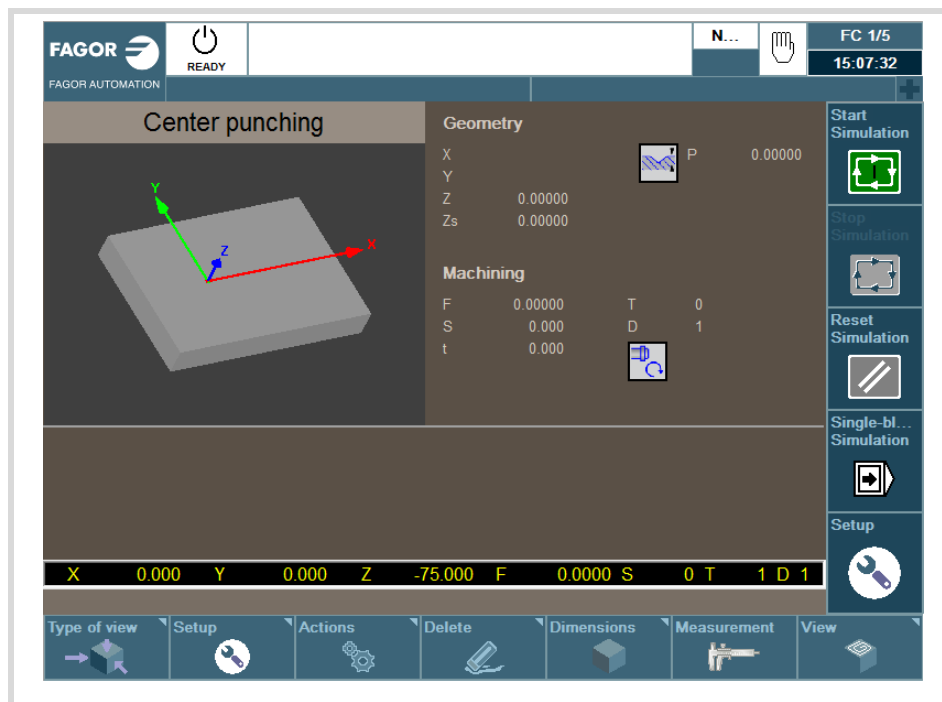 FAGOR
READY
N...
FC 1/5
15:07:32
FAGOR AUTOMATION
Center punching
Y
Z
X
Geometry
X
Y
Z 0.00000
Zs 0.00000
P 0.00000
Machining
F 0.00000 T 0
S 0.000 D 1
t 0.000
Start
Simulation
Stop
Simulation
Reset
Simulation
Single-bl...
Simulation
Setup
X 0.000 Y 0.000 Z -75.000 F 0.0000 S 0 T 1 D 1
Type of view Setup Actions Delete Dimensions Measurement View